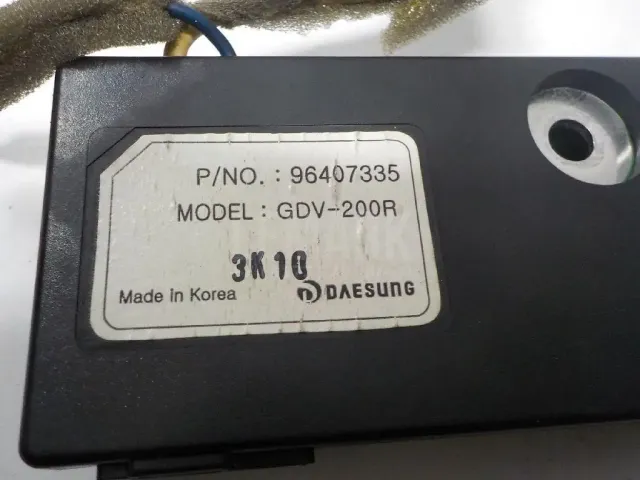 P/NO. : 96407335
MODEL : GDV-200R
3K10
Made in Korea DAESUNG